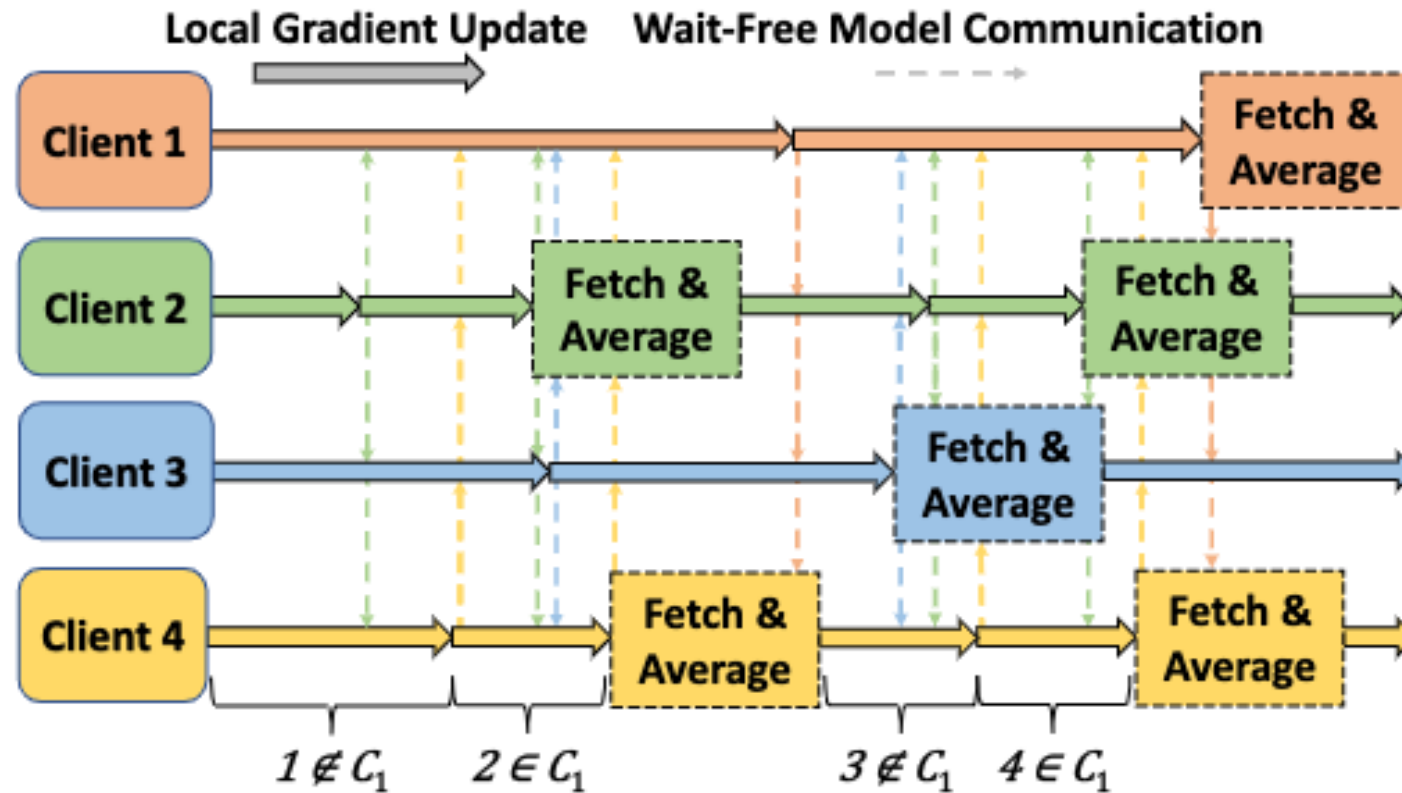 Local Gradient Update
Wait-Free Model Communication
Client 1
Fetch &
Average
Client 2
Fetch &
Average
Fetch &
Average
Client 3
Fetch &
Average
Client 4
Fetch &
Average
Fetch &
Average
1 ∉ C₁
2 ∈ C₁
3 ∉ C₁
4 ∈ C₁